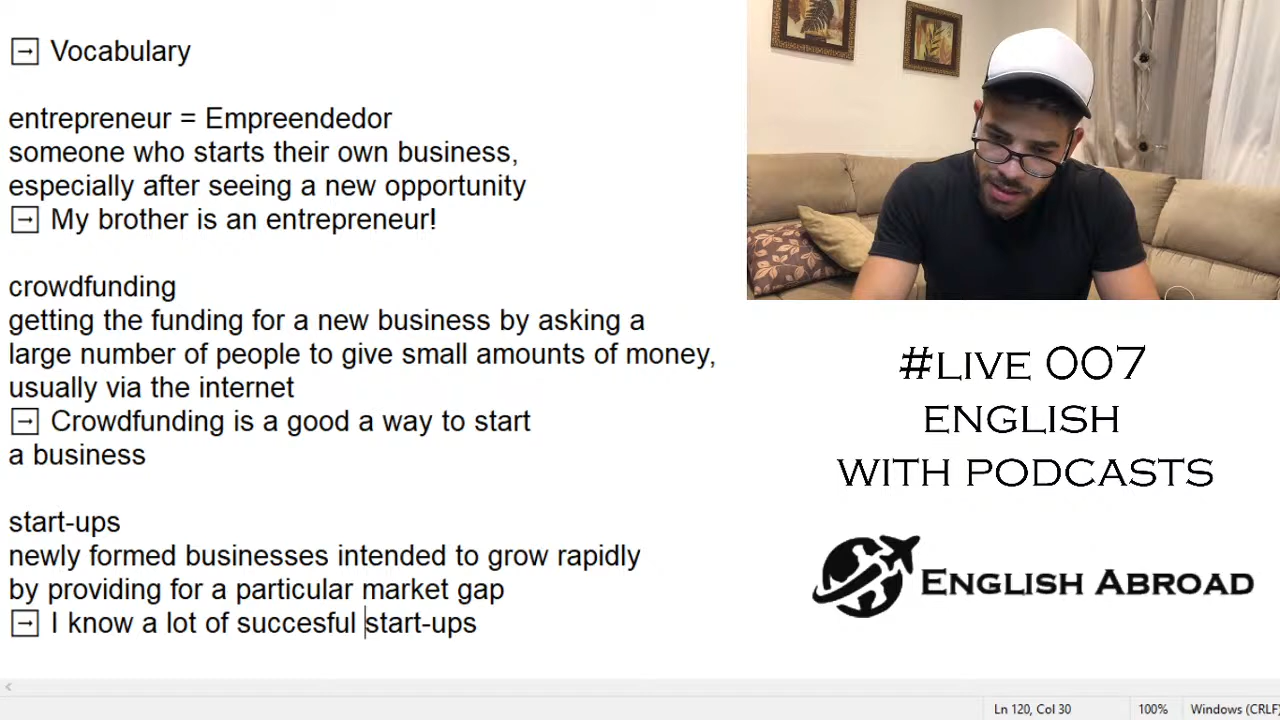 → Vocabulary
entrepreneur = Empreendedor
someone who starts their own business,
especially after seeing a new opportunity
→ My brother is an entrepreneur!
crowdfunding
getting the funding for a new business by asking a
large number of people to give small amounts of money,
usually via the internet
→ Crowdfunding is a good a way to start
a business
start-ups
newly formed businesses intended to grow rapidly
by providing for a particular market gap
→ I know a lot of succesful start-ups
#LIVE 007
ENGLISH
WITH PODCASTS
ENGLISH ABROAD
Ln 120, Col 30
100%
Windows (CRLF